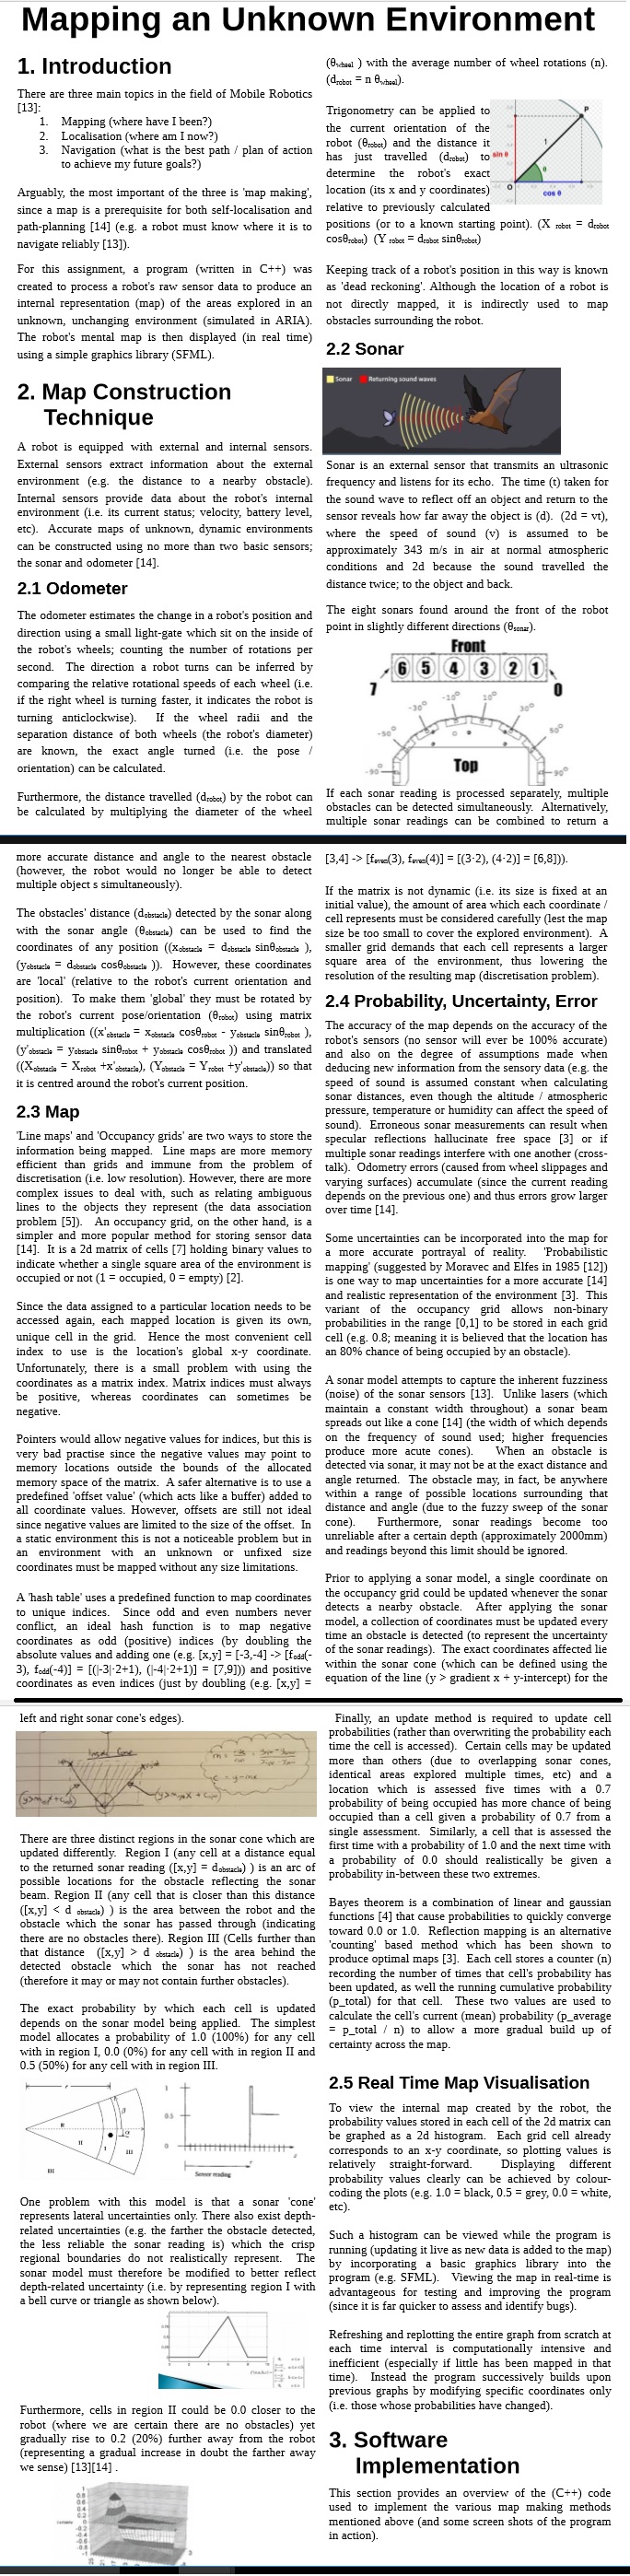 Mapping an Unknown Environment
1. Introduction
There are three main topics in the field of Mobile Robotics
[13]:
1. Mapping (where have I been?)
2. Localisation (where am I now?)
3. Navigation (what is the best path / plan of action
to achieve my future goals?)
Arguably, the most important of the three is 'map making',
since a map is a prerequisite for both self-localisation and
path-planning [14] (e.g. a robot must know where it is to
navigate reliably [13]).
For this assignment, a program (written in C++) was
created to process a robot's raw sensor data to produce an
internal representation (map) of the areas explored in an
unknown, unchanging environment (simulated in ARIA).
The robot's mental map is then displayed (in real time)
using a simple graphics library (SFML).
2. Map Construction
Technique
A robot is equipped with external and internal sensors.
External sensors extract information about the external
environment (e.g. the distance to a nearby obstacle).
Internal sensors provide data about the robot's internal
environment (i.e. its current status; velocity, battery level,
etc). Accurate maps of unknown, dynamic environments
can be constructed using no more than two basic sensors;
the sonar and odometer [14].
2.1 Odometer
The odometer estimates the change in a robot's position and
direction using a small light-gate which sit on the inside of
the robot's wheels; counting the number of rotations per
second. The direction a robot turns can be inferred by
comparing the relative rotational speeds of each wheel (i.e.
if the right wheel is turning faster, it indicates the robot is
turning anticlockwise). If the wheel radii and the
separation distance of both wheels (the robot's diameter)
are known, the exact angle turned (i.e. the pose /
orientation) can be calculated.
Furthermore, the distance travelled (drobot) by the robot can
be calculated by multiplying the diameter of the wheel
(θwheel ) with the average number of wheel rotations (n).
(drobot = n θwheel).
Trigonometry can be applied to
the current orientation of the
robot (θrobot) and the distance it
has just travelled (drobot) to
determine the robot's exact
location (its x and y coordinates)
relative to previously calculated
positions (or to a known starting point). (X robot = drobot
cosθrobot) (Y robot = drobot sinθrobot)
P
1
sin θ
θ
O
cos θ
Keeping track of a robot's position in this way is known
as 'dead reckoning'. Although the location of a robot is
not directly mapped, it is indirectly used to map
obstacles surrounding the robot.
2.2 Sonar
Sonar Returning sound waves
Sonar is an external sensor that transmits an ultrasonic
frequency and listens for its echo. The time (t) taken for
the sound wave to reflect off an object and return to the
sensor reveals how far away the object is (d). (2d = vt),
where the speed of sound (v) is assumed to be
approximately 343 m/s in air at normal atmospheric
conditions and 2d because the sound travelled the
distance twice; to the object and back.
The eight sonars found around the front of the robot
point in slightly different directions (θsonar).
Front
6 5 4 3 2 1
7 0
-10° 10°
-30° 30°
-50° 50°
-90° 90°
Top
If each sonar reading is processed separately, multiple
obstacles can be detected simultaneously. Alternatively,
multiple sonar readings can be combined to return a
more accurate distance and angle to the nearest obstacle
(however, the robot would no longer be able to detect
multiple object s simultaneously).
The obstacles' distance (dobstacle) detected by the sonar along
with the sonar angle (θobstacle) can be used to find the
coordinates of any position ((xobstacle = dobstacle sinθobstacle ),
(yobstacle = dobstacle cosθobstacle )). However, these coordinates
are 'local' (relative to the robot's current orientation and
position). To make them 'global' they must be rotated by
the robot's current pose/orientation (θrobot) using matrix
multiplication ((x'obstacle = xobstacle cosθrobot - yobstacle sinθrobot ),
(y'obstacle = yobstacle sinθrobot + yobstacle cosθrobot )) and translated
((Xobstacle = Xrobot +x'obstacle), (Yobstacle = Yrobot +y'obstacle)) so that
it is centred around the robot's current position.
2.3 Map
'Line maps' and 'Occupancy grids' are two ways to store the
information being mapped. Line maps are more memory
efficient than grids and immune from the problem of
discretisation (i.e. low resolution). However, there are more
complex issues to deal with, such as relating ambiguous
lines to the objects they represent (the data association
problem [5]). An occupancy grid, on the other hand, is a
simpler and more popular method for storing sensor data
[14]. It is a 2d matrix of cells [7] holding binary values to
indicate whether a single square area of the environment is
occupied or not (1 = occupied, 0 = empty) [2].
Since the data assigned to a particular location needs to be
accessed again, each mapped location is given its own,
unique cell in the grid. Hence the most convenient cell
index to use is the location's global x-y coordinate.
Unfortunately, there is a small problem with using the
coordinates as a matrix index. Matrix indices must always
be positive, whereas coordinates can sometimes be
negative.
Pointers would allow negative values for indices, but this is
very bad practise since the negative values may point to
memory locations outside the bounds of the allocated
memory space of the matrix. A safer alternative is to use a
predefined 'offset value' (which acts like a buffer) added to
all coordinate values. However, offsets are still not ideal
since negative values are limited to the size of the offset. In
a static environment this is not a noticeable problem but in
an environment with an unknown or unfixed size
coordinates must be mapped without any size limitations.
A 'hash table' uses a predefined function to map coordinates
to unique indices. Since odd and even numbers never
conflict, an ideal hash function is to map negative
coordinates as odd (positive) indices (by doubling the
absolute values and adding one (e.g. [x,y] = [-3,-4] -> [fodd(-
3), fodd(-4)] = [(|-3|·2+1), (|-4|·2+1)] = [7,9])) and positive
coordinates as even indices (just by doubling (e.g. [x,y] =
[3,4] -> [feven(3), feven(4)] = [(3·2), (4·2)] = [6,8])).
If the matrix is not dynamic (i.e. its size is fixed at an
initial value), the amount of area which each coordinate /
cell represents must be considered carefully (lest the map
size be too small to cover the explored environment). A
smaller grid demands that each cell represents a larger
square area of the environment, thus lowering the
resolution of the resulting map (discretisation problem).
2.4 Probability, Uncertainty, Error
The accuracy of the map depends on the accuracy of the
robot's sensors (no sensor will ever be 100% accurate)
and also on the degree of assumptions made when
deducing new information from the sensory data (e.g. the
speed of sound is assumed constant when calculating
sonar distances, even though the altitude / atmospheric
pressure, temperature or humidity can affect the speed of
sound). Erroneous sonar measurements can result when
specular reflections hallucinate free space [3] or if
multiple sonar readings interfere with one another (cross-
talk). Odometry errors (caused from wheel slippages and
varying surfaces) accumulate (since the current reading
depends on the previous one) and thus errors grow larger
over time [14].
Some uncertainties can be incorporated into the map for
a more accurate portrayal of reality. 'Probabilistic
mapping' (suggested by Moravec and Elfes in 1985 [12])
is one way to map uncertainties for a more accurate [14]
and realistic representation of the environment [3]. This
variant of the occupancy grid allows non-binary
probabilities in the range [0,1] to be stored in each grid
cell (e.g. 0.8; meaning it is believed that the location has
an 80% chance of being occupied by an obstacle).
A sonar model attempts to capture the inherent fuzziness
(noise) of the sonar sensors [13]. Unlike lasers (which
maintain a constant width throughout) a sonar beam
spreads out like a cone [14] (the width of which depends
on the frequency of sound used; higher frequencies
produce more acute cones). When an obstacle is
detected via sonar, it may not be at the exact distance and
angle returned. The obstacle may, in fact, be anywhere
within a range of possible locations surrounding that
distance and angle (due to the fuzzy sweep of the sonar
cone). Furthermore, sonar readings become too
unreliable after a certain depth (approximately 2000mm)
and readings beyond this limit should be ignored.
Prior to applying a sonar model, a single coordinate on
the occupancy grid could be updated whenever the sonar
detects a nearby obstacle. After applying the sonar
model, a collection of coordinates must be updated every
time an obstacle is detected (to represent the uncertainty
of the sonar readings). The exact coordinates affected lie
within the sonar cone (which can be defined using the
equation of the line (y > gradient x + y-intercept) for the
left and right sonar cone's edges).
There are three distinct regions in the sonar cone which are
updated differently. Region I (any cell at a distance equal
to the returned sonar reading ([x,y] = dobstacle) ) is an arc of
possible locations for the obstacle reflecting the sonar
beam. Region II (any cell that is closer than this distance
([x,y] < d obstacle) ) is the area between the robot and the
obstacle which the sonar has passed through (indicating
there are no obstacles there). Region III (Cells further than
that distance ([x,y] > d obstacle) ) is the area behind the
detected obstacle which the sonar has not reached
(therefore it may or may not contain further obstacles).
The exact probability by which each cell is updated
depends on the sonar model being applied. The simplest
model allocates a probability of 1.0 (100%) for any cell
with in region I, 0.0 (0%) for any cell with in region II and
0.5 (50%) for any cell with in region III.
r
β
α
II
I
III
III
1
0.5
0
Sensor reading
One problem with this model is that a sonar 'cone'
represents lateral uncertainties only. There also exist depth-
related uncertainties (e.g. the farther the obstacle detected,
the less reliable the sonar reading is) which the crisp
regional boundaries do not realistically represent. The
sonar model must therefore be modified to better reflect
depth-related uncertainty (i.e. by representing region I with
a bell curve or triangle as shown below).
Furthermore, cells in region II could be 0.0 closer to the
robot (where we are certain there are no obstacles) yet
gradually rise to 0.2 (20%) further away from the robot
(representing a gradual increase in doubt the farther away
we sense) [13][14] .
Finally, an update method is required to update cell
probabilities (rather than overwriting the probability each
time the cell is accessed). Certain cells may be updated
more than others (due to overlapping sonar cones,
identical areas explored multiple times, etc) and a
location which is assessed five times with a 0.7
probability of being occupied has more chance of being
occupied than a cell given a probability of 0.7 from a
single assessment. Similarly, a cell that is assessed the
first time with a probability of 1.0 and the next time with
a probability of 0.0 should realistically be given a
probability in-between these two extremes.
Bayes theorem is a combination of linear and gaussian
functions [4] that cause probabilities to quickly converge
toward 0.0 or 1.0. Reflection mapping is an alternative
'counting' based method which has been shown to
produce optimal maps [3]. Each cell stores a counter (n)
recording the number of times that cell's probability has
been updated, as well the running cumulative probability
(p_total) for that cell. These two values are used to
calculate the cell's current (mean) probability (p_average
= p_total / n) to allow a more gradual build up of
certainty across the map.
2.5 Real Time Map Visualisation
To view the internal map created by the robot, the
probability values stored in each cell of the 2d matrix can
be graphed as a 2d histogram. Each grid cell already
corresponds to an x-y coordinate, so plotting values is
relatively straight-forward. Displaying different
probability values clearly can be achieved by colour-
coding the plots (e.g. 1.0 = black, 0.5 = grey, 0.0 = white,
etc).
Such a histogram can be viewed while the program is
running (updating it live as new data is added to the map)
by incorporating a basic graphics library into the
program (e.g. SFML). Viewing the map in real-time is
advantageous for testing and improving the program
(since it is far quicker to assess and identify bugs).
Refreshing and replotting the entire graph from scratch at
each time interval is computationally intensive and
inefficient (especially if little has been mapped in that
time). Instead the program successively builds upon
previous graphs by modifying specific coordinates only
(i.e. those whose probabilities have changed).
3. Software
Implementation
This section provides an overview of the (C++) code
used to implement the various map making methods
mentioned above (and some screen shots of the program
in action).